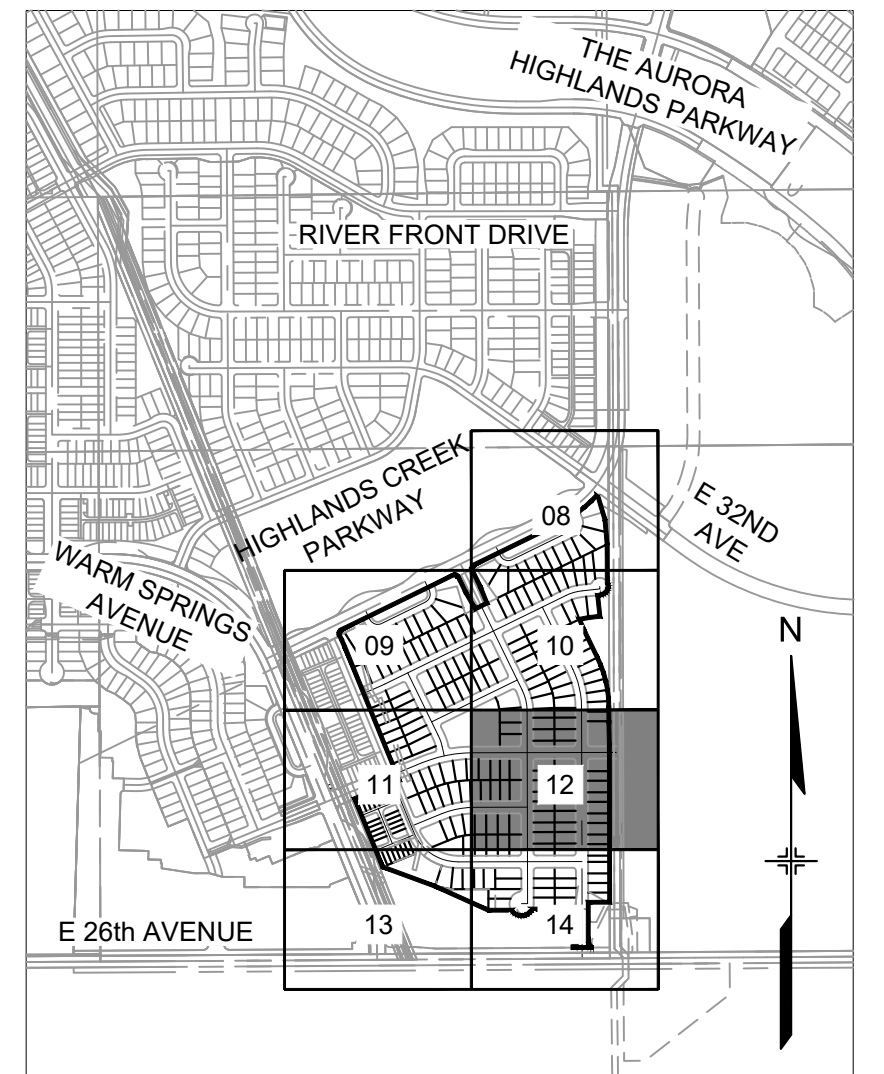 THE AURORA
HIGHLANDS PARKWAY
RIVER FRONT DRIVE
HIGHLANDS CREEK
PARKWAY
08
E 32ND
AVE
WARM SPRINGS
AVENUE
N
09
10
11
12
E 26th AVENUE
13
14